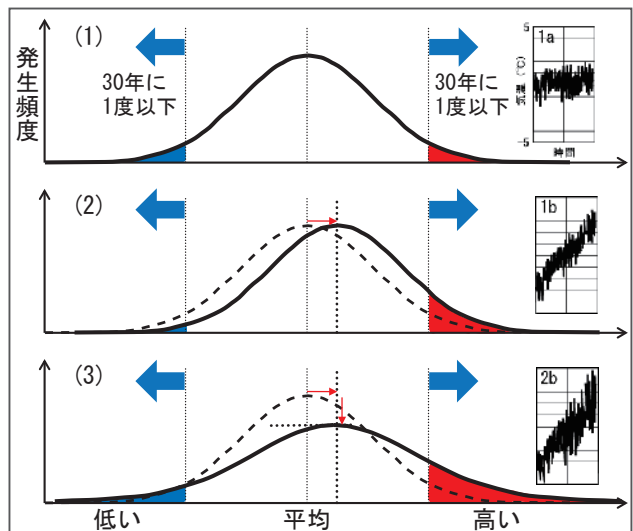 発生頻度
(1)
30年に
1度以下
30年に
1度以下
1a
5
気温 (℃)
-5
時間
(2)
1b
(3)
2b
低い
平均
高い